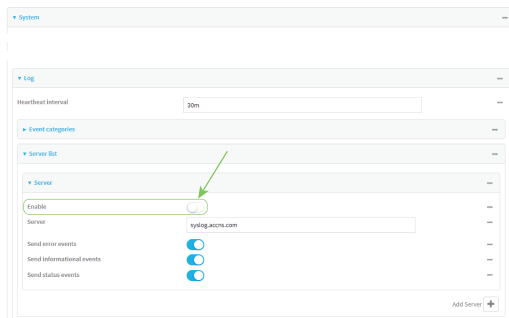 System
Log
Heartbeat interval
30m
Event categories
Server list
Server
Enable
Server
syslog.accns.com
Send error events
Send informational events
Send status events
Add Server